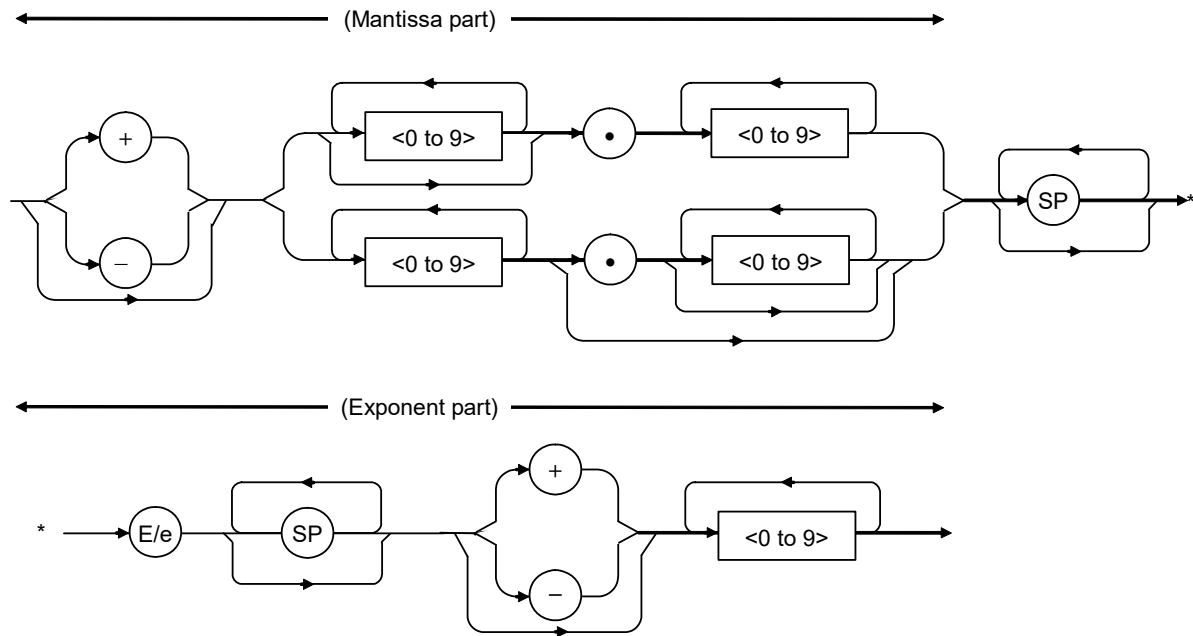 (Mantissa part)
+
<0 to 9>
•
<0 to 9>
SP
*
−
<0 to 9>
•
<0 to 9>
(Exponent part)
*
E/e
SP
+
−
<0 to 9>